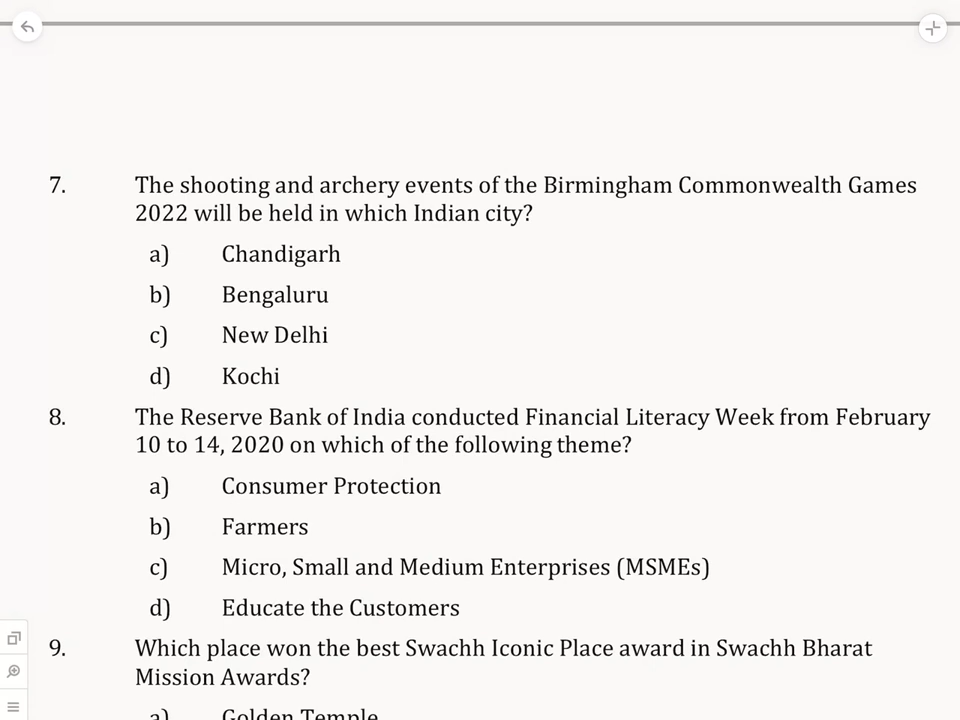 7. The shooting and archery events of the Birmingham Commonwealth Games
2022 will be held in which Indian city?
a) Chandigarh
b) Bengaluru
c) New Delhi
d) Kochi
8. The Reserve Bank of India conducted Financial Literacy Week from February
10 to 14, 2020 on which of the following theme?
a) Consumer Protection
b) Farmers
c) Micro, Small and Medium Enterprises (MSMEs)
d) Educate the Customers
9. Which place won the best Swachh Iconic Place award in Swachh Bharat
Mission Awards?
a) Golden Temple